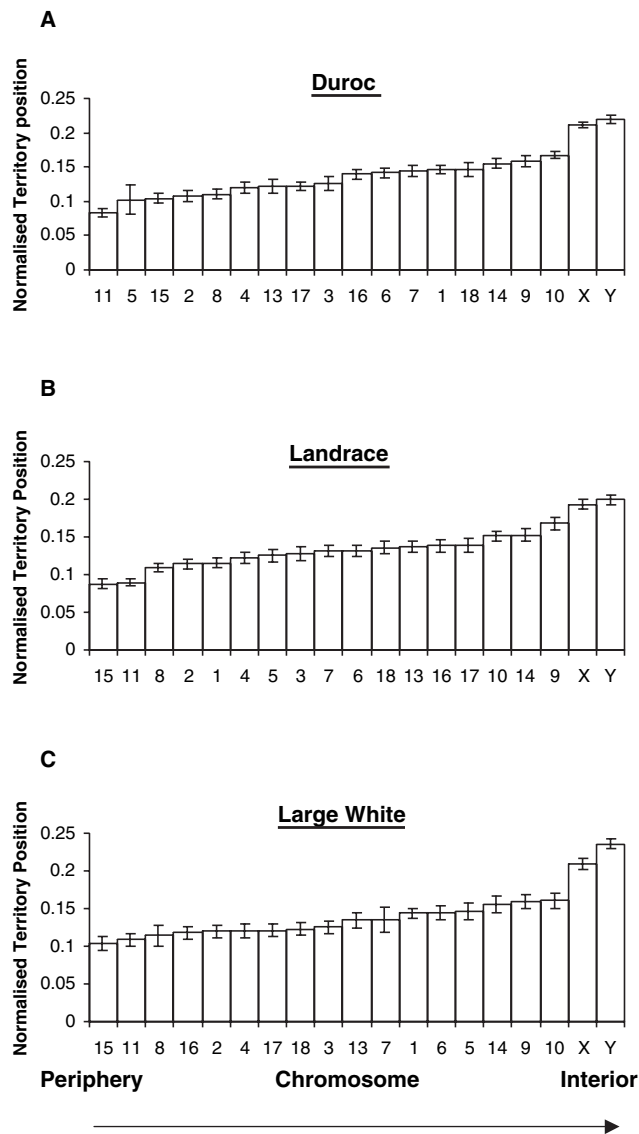 A
Duroc
Normalised Territory position
0.25
0.2
0.15
0.1
0.05
0
11 5 15 2 8 4 13 17 3 16 6 7 1 18 14 9 10 X Y
B
Landrace
Normalised Territory Position
0.25
0.2
0.15
0.1
0.05
0
15 11 8 2 1 4 5 3 7 6 18 13 16 17 10 14 9 X Y
C
Large White
Normalised Territory Position
0.25
0.2
0.15
0.1
0.05
0
15 11 8 16 2 4 17 18 3 13 7 1 6 5 14 9 10 X Y
Periphery Chromosome Interior